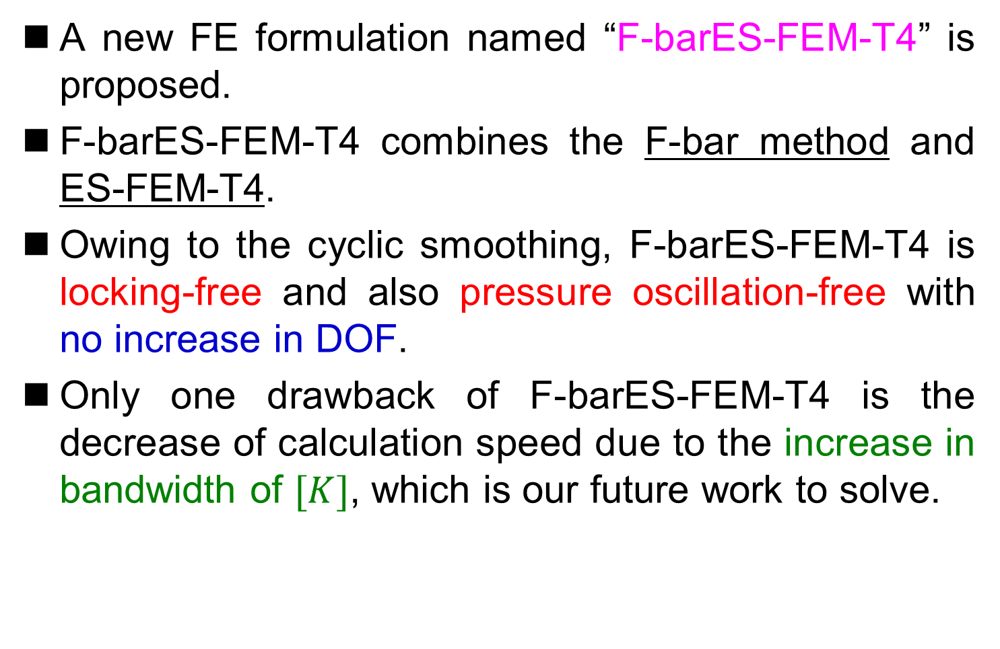 ■ A new FE formulation named “F-barES-FEM-T4” is
proposed.
■ F-barES-FEM-T4 combines the F-bar method and
ES-FEM-T4.
■ Owing to the cyclic smoothing, F-barES-FEM-T4 is
locking-free and also pressure oscillation-free with
no increase in DOF.
■ Only one drawback of F-barES-FEM-T4 is the
decrease of calculation speed due to the increase in
bandwidth of [K], which is our future work to solve.